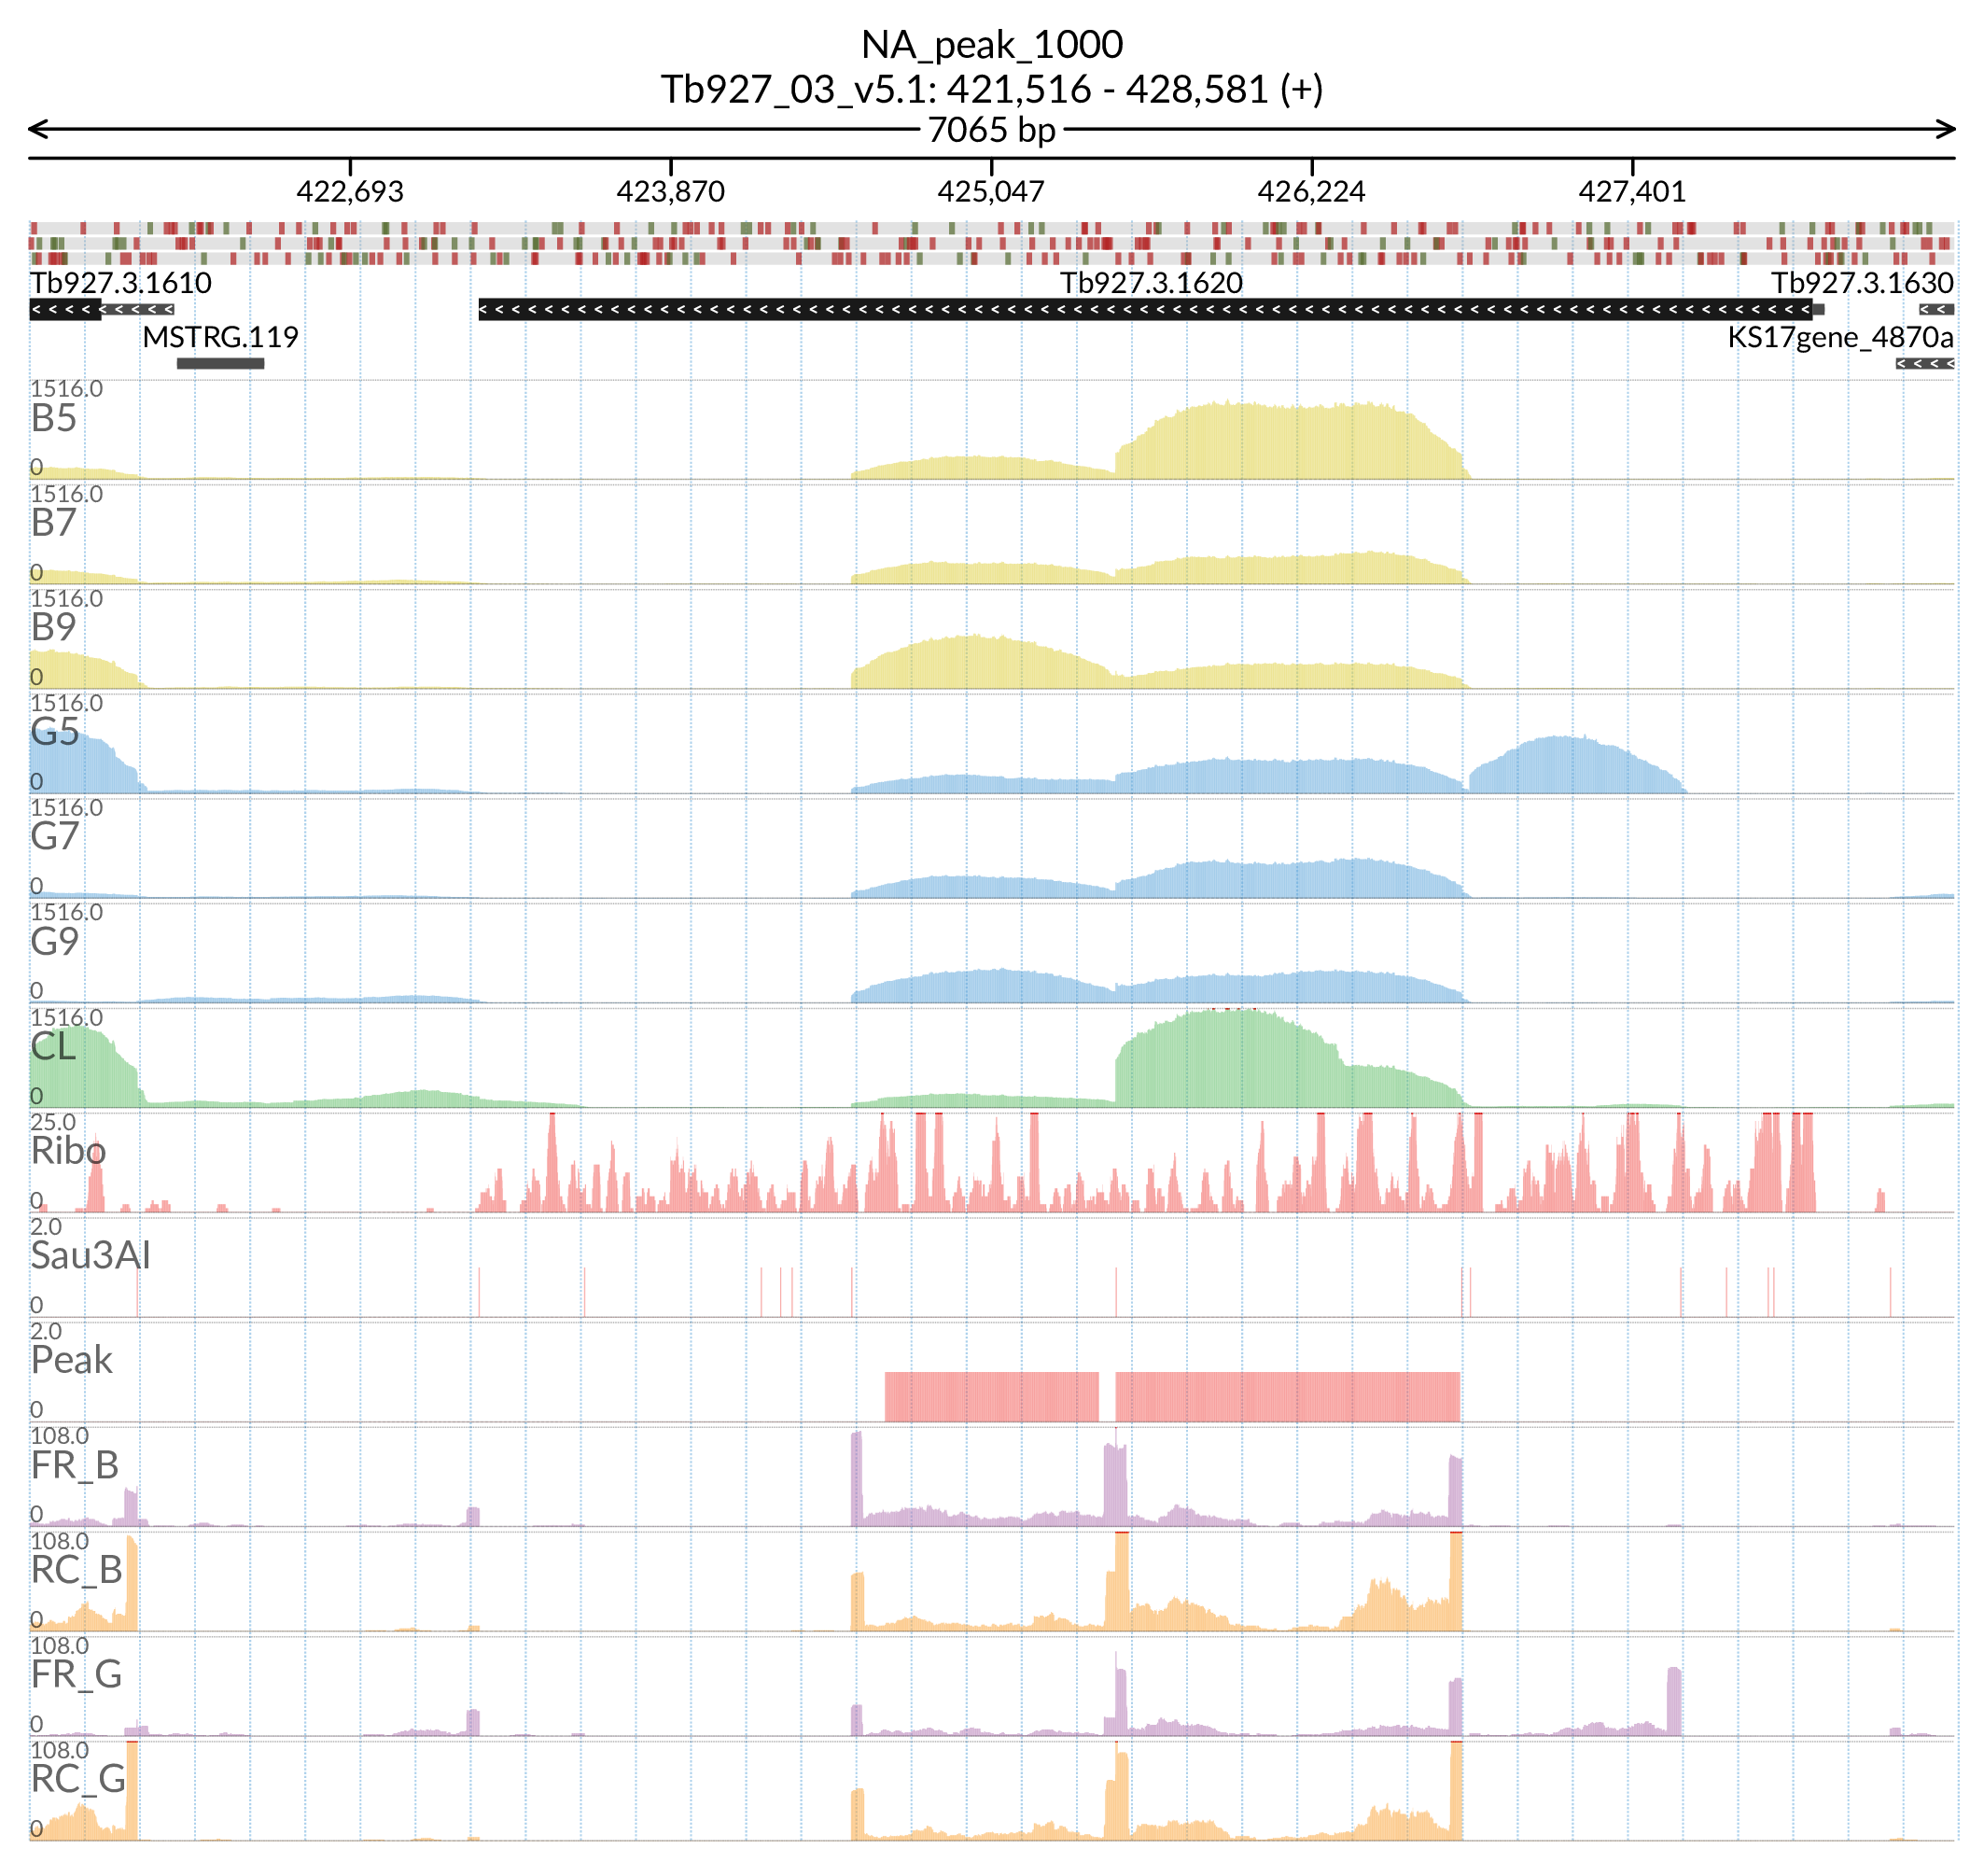 NA_peak_1000
Tb927_03_v5.1: 421,516 - 428,581 (+)
7065 bp
422,693 423,870 425,047 426,224 427,401
Tb927.3.1610 Tb927.3.1620 Tb927.3.1630
MSTRG.119 KS17gene_4870a
1516.0
B5
0
1516.0
B7
0
1516.0
B9
0
1516.0
G5
0
1516.0
G7
0
1516.0
G9
0
1516.0
CL
0
25.0
Ribo
0
2.0
Sau3AI
0
2.0
Peak
0
108.0
FR_B
0
108.0
RC_B
0
108.0
FR_G
0
108.0
RC_G
0